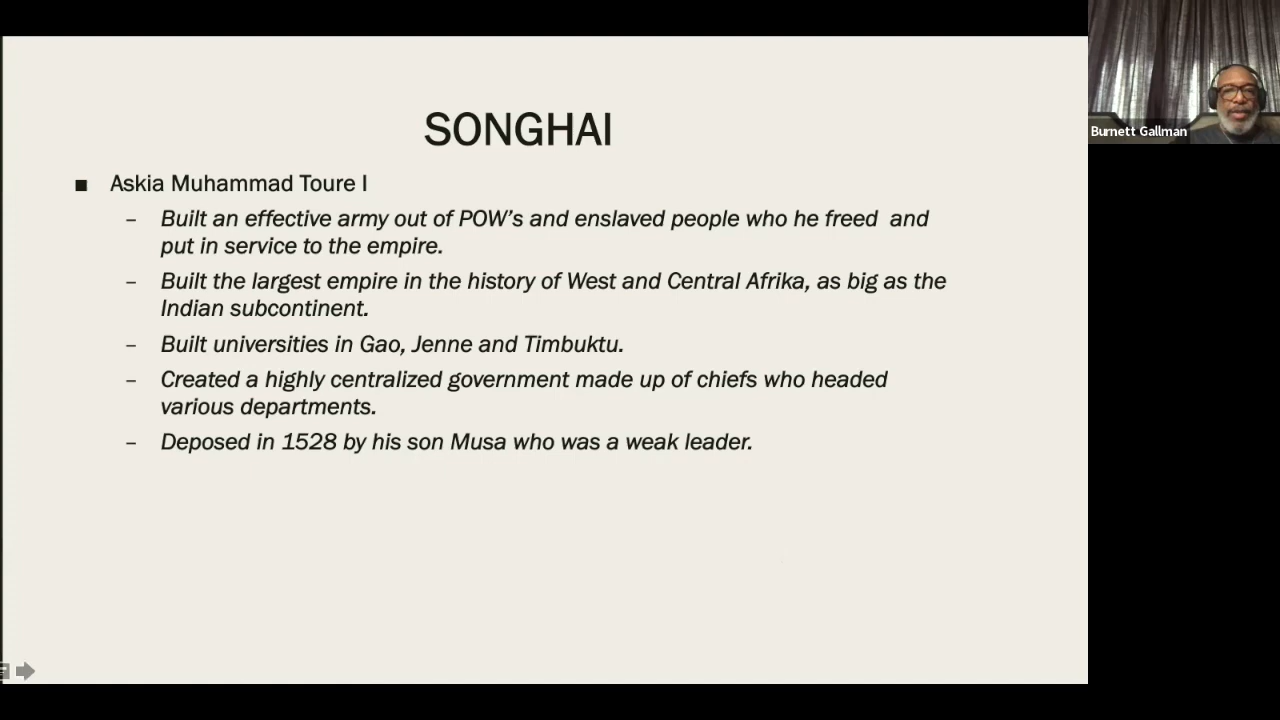 SONGHAI
■ Askia Muhammad Toure I
– Built an effective army out of POW's and enslaved people who he freed  and
put in service to the empire.
– Built the largest empire in the history of West and Central Afrika, as big as the
Indian subcontinent.
– Built universities in Gao, Jenne and Timbuktu.
– Created a highly centralized government made up of chiefs who headed
various departments.
– Deposed in 1528 by his son Musa who was a weak leader.
Burnett Gallman